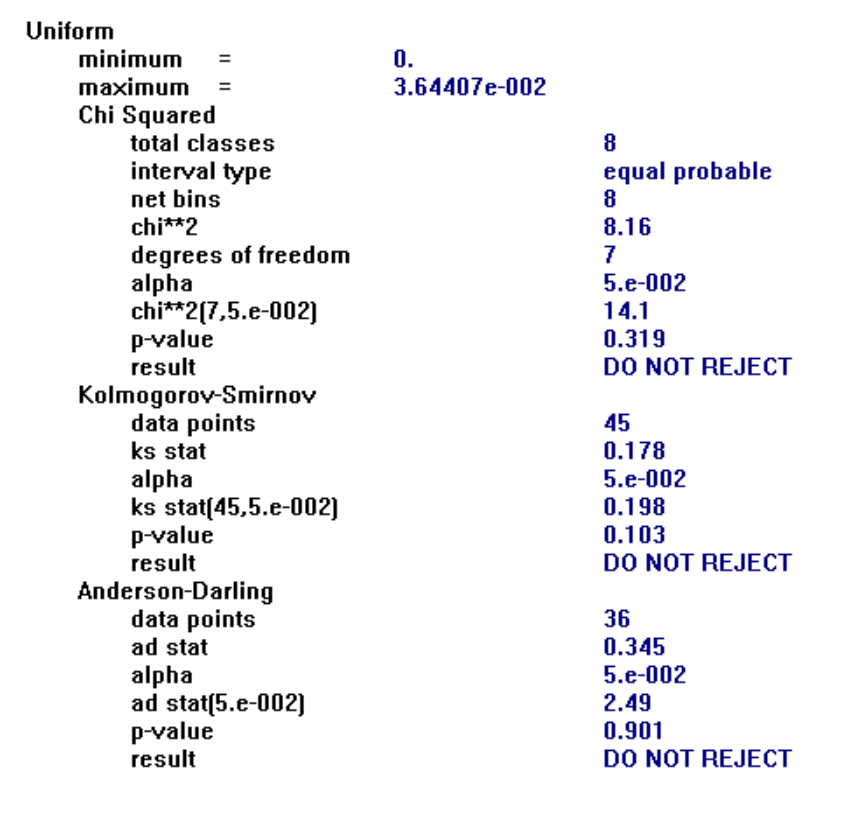 Uniform
minimum = 0.
maximum = 3.64407e-002
Chi Squared
total classes 8
interval type equal probable
net bins 8
chi**2 8.16
degrees of freedom 7
alpha 5.e-002
chi**2(7,5.e-002) 14.1
p-value 0.319
result DO NOT REJECT
Kolmogorov-Smirnov
data points 45
ks stat 0.178
alpha 5.e-002
ks stat(45,5.e-002) 0.198
p-value 0.103
result DO NOT REJECT
Anderson-Darling
data points 36
ad stat 0.345
alpha 5.e-002
ad stat(5.e-002) 2.49
p-value 0.901
result DO NOT REJECT